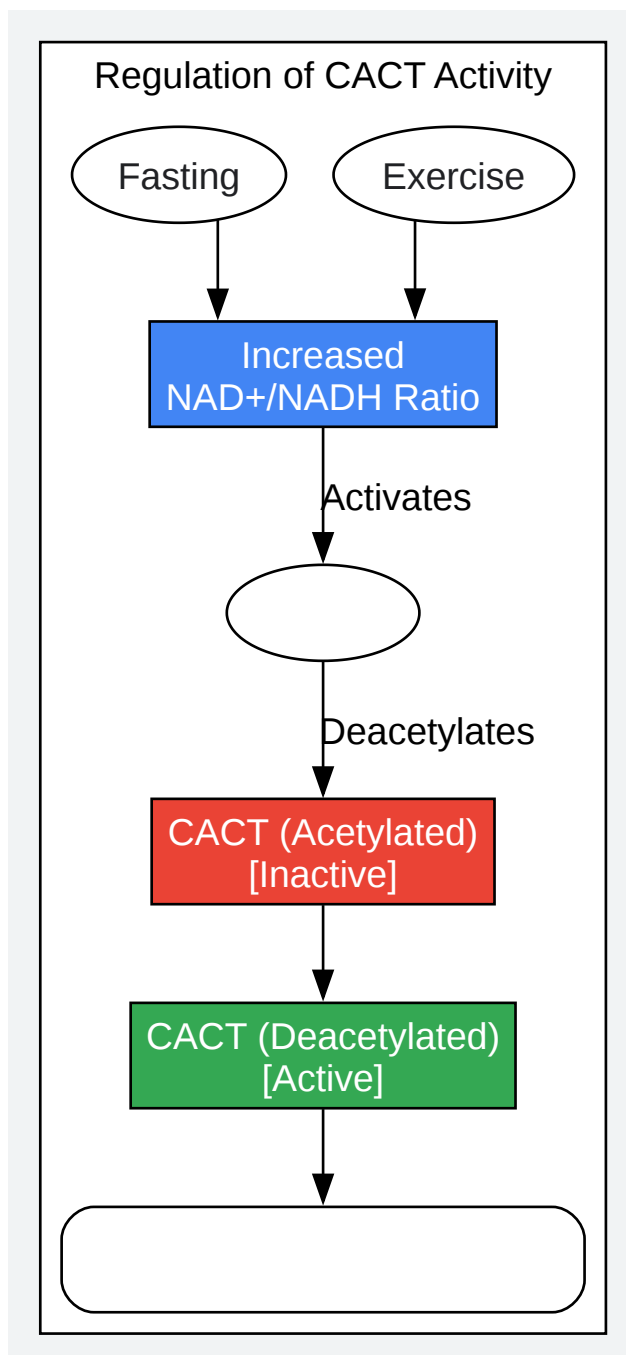 Regulation of CACT Activity
Fasting
Exercise
Increased
NAD+/NADH Ratio
Activates
Deacetylates
CACT (Acetylated)
[Inactive]
CACT (Deacetylated)
[Active]